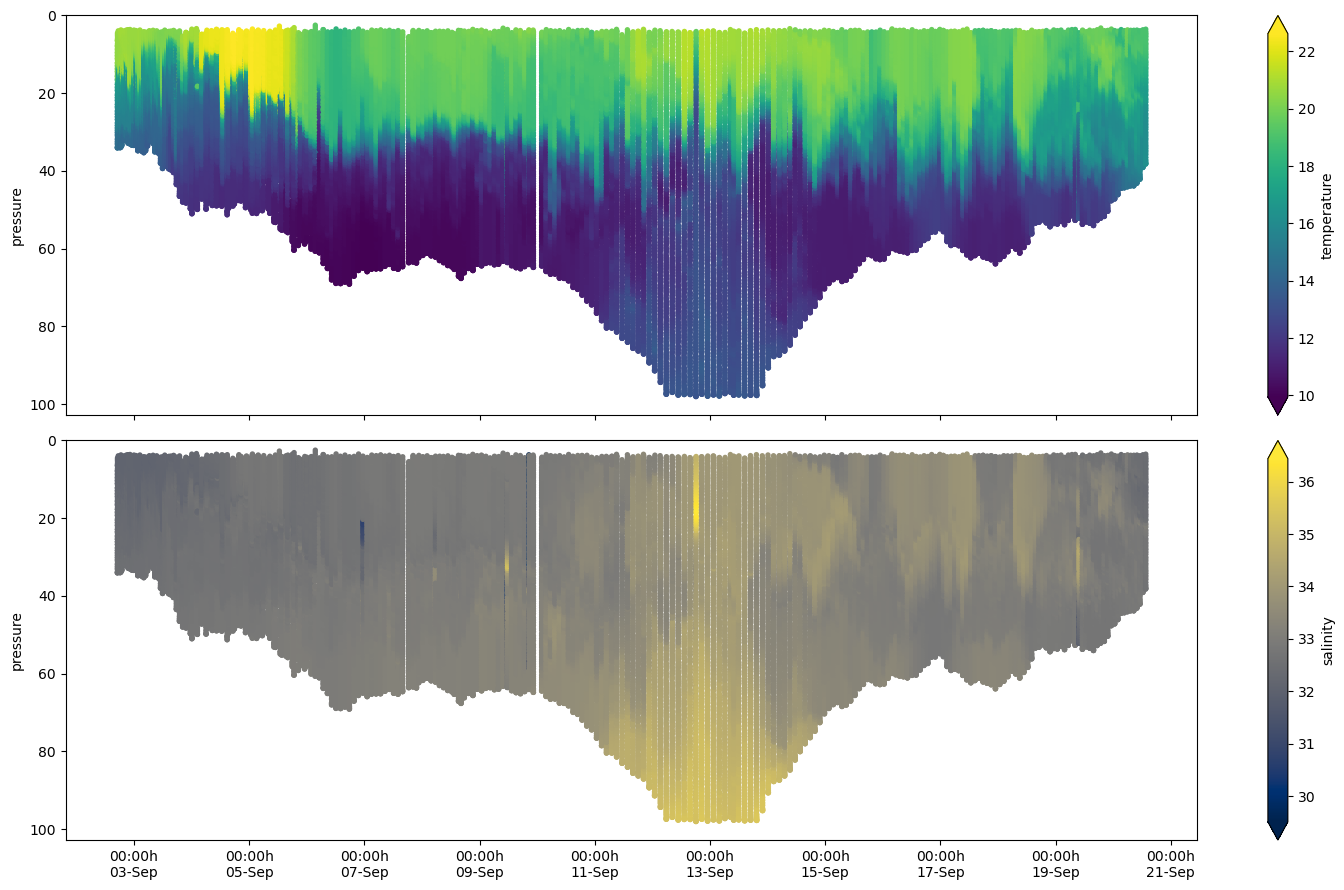 0
20
40
60
80
100
pressure
22
20
18
16
14
12
10
temperature
0
20
40
60
80
100
pressure
00:00h
03-Sep
00:00h
05-Sep
00:00h
07-Sep
00:00h
09-Sep
00:00h
11-Sep
00:00h
13-Sep
00:00h
15-Sep
00:00h
17-Sep
00:00h
19-Sep
00:00h
21-Sep
36
35
34
33
32
31
30
salinity